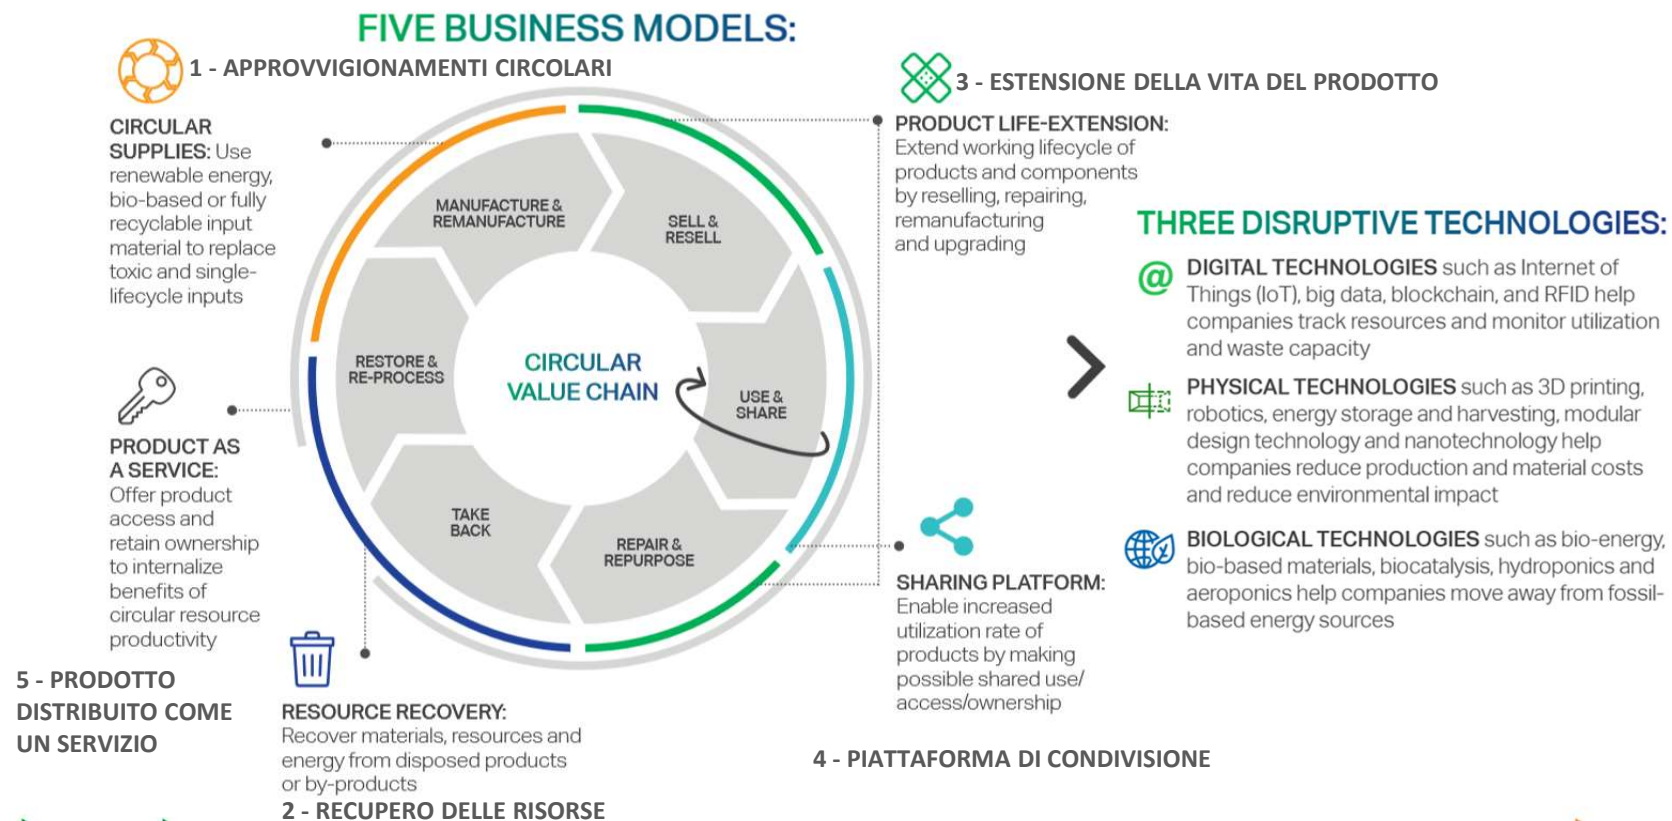 FIVE BUSINESS MODELS:
1 - APPROVVIGIONAMENTI CIRCOLARI
CIRCULAR
SUPPLIES: Use
renewable energy,
bio-based or fully
recyclable input
material to replace
toxic and single-
lifecycle inputs
3 - ESTENSIONE DELLA VITA DEL PRODOTTO
PRODUCT LIFE-EXTENSION:
Extend working lifecycle of
products and components
by reselling, repairing,
remanufacturing
and upgrading
MANUFACTURE &
REMANUFACTURE
SELL &
RESELL
USE &
SHARE
REPAIR &
REPURPOSE
TAKE
BACK
RESTORE &
RE-PROCESS
CIRCULAR
VALUE CHAIN
PRODUCT AS
A SERVICE:
Offer product
access and
retain ownership
to internalize
benefits of
circular resource
productivity
5 - PRODOTTO
DISTRIBUITO COME
UN SERVIZIO
RESOURCE RECOVERY:
Recover materials, resources and
energy from disposed products
or by-products
2 - RECUPERO DELLE RISORSE
SHARING PLATFORM:
Enable increased
utilization rate of
products by making
possible shared use/
access/ownership
4 - PIATTAFORMA DI CONDIVISIONE
THREE DISRUPTIVE TECHNOLOGIES:
@
DIGITAL TECHNOLOGIES such as Internet of
Things (IoT), big data, blockchain, and RFID help
companies track resources and monitor utilization
and waste capacity
PHYSICAL TECHNOLOGIES such as 3D printing,
robotics, energy storage and harvesting, modular
design technology and nanotechnology help
companies reduce production and material costs
and reduce environmental impact
BIOLOGICAL TECHNOLOGIES such as bio-energy,
bio-based materials, biocatalysis, hydroponics and
aeroponics help companies move away from fossil-
based energy sources